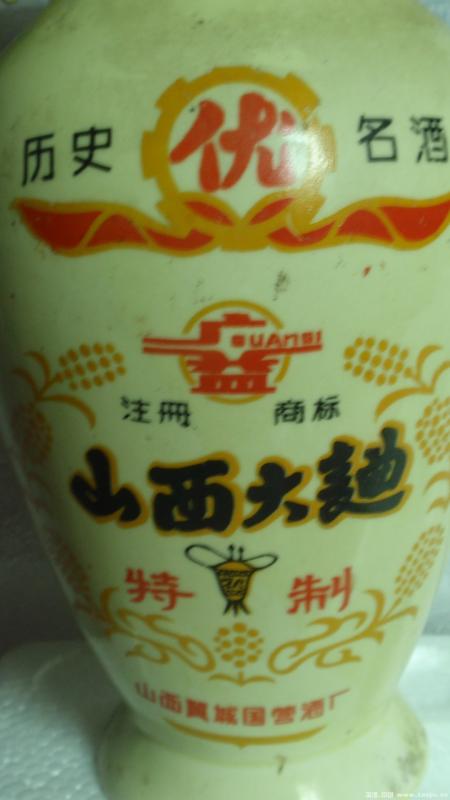 历史 优 名酒
GUANSI
注册 商标
山西大麯
特 制
山西翼城国营酒厂